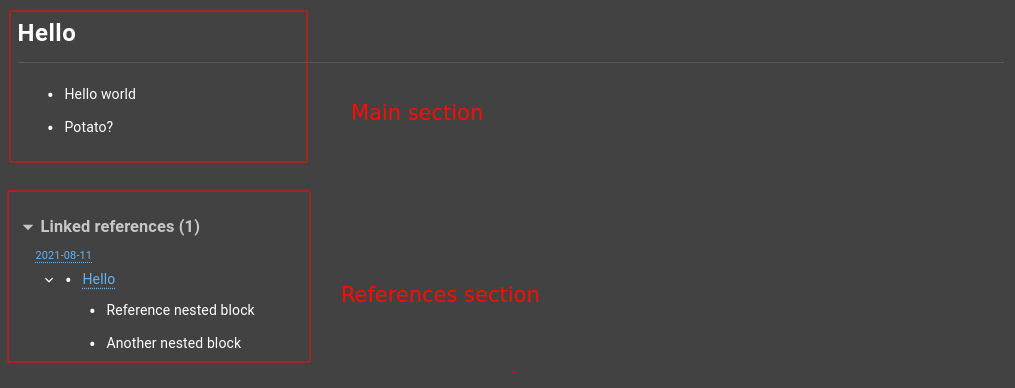 Hello
Hello world
Potato?
Main section
Linked references (1)
2021-08-11
Hello
References section
Reference nested block
Another nested block